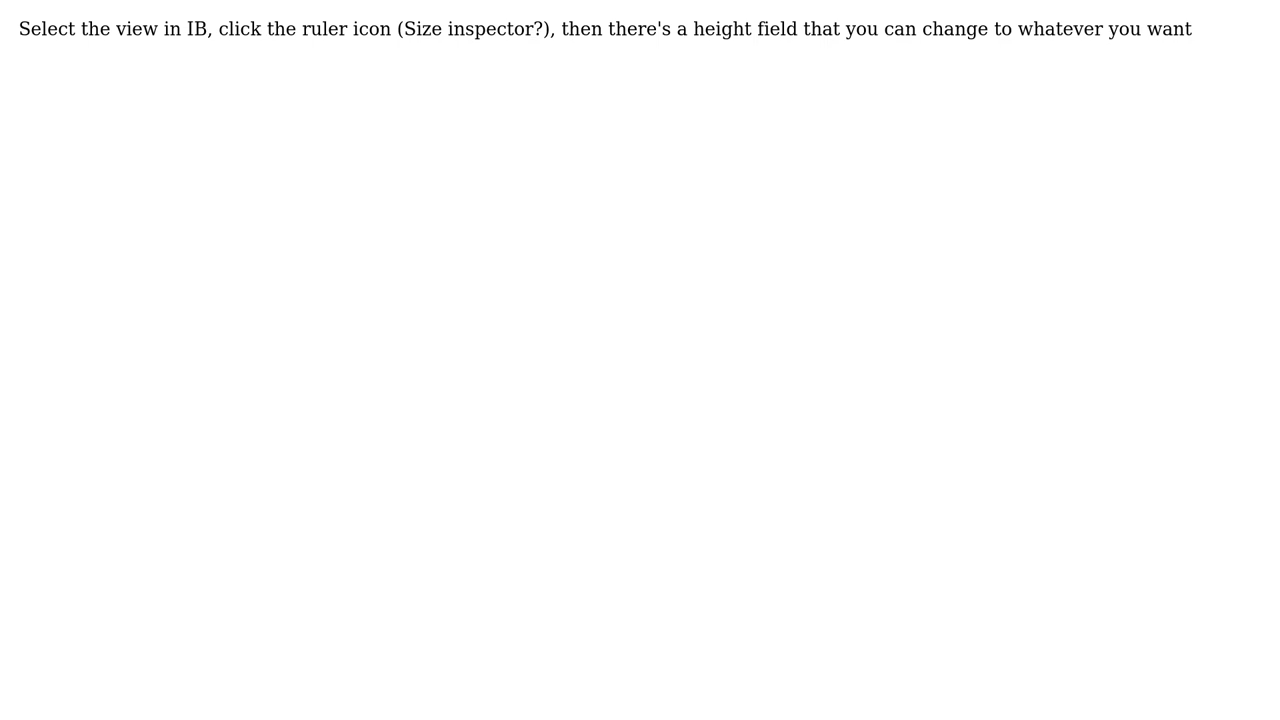 Select the view in IB, click the ruler icon (Size inspector?), then there's a height field that you can change to whatever you want